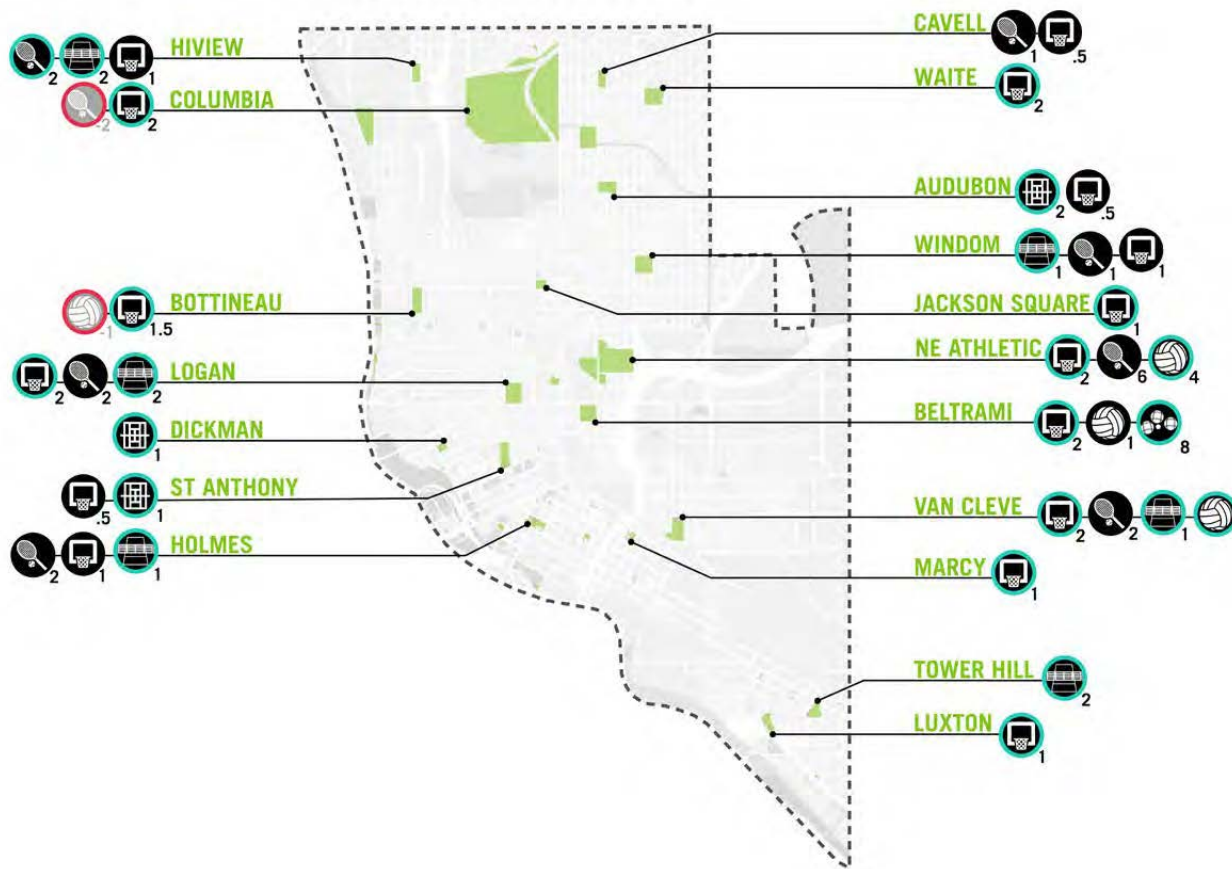 HIVIEW
2 2 1
COLUMBIA
-2 2
BOTTINEAU
-1 1.5
LOGAN
2 2 2
DICKMAN
1
ST ANTHONY
.5 1
HOLMES
2 1 1
CAVELL
1 .5
WAITE
2
AUDUBON
2 .5
WINDOM
1 1 1
JACKSON SQUARE
1
NE ATHLETIC
2 6 4
BELTRAMI
2 1 8
VAN CLEVE
2 2 1
MARCY
1
TOWER HILL
2
LUXTON
1